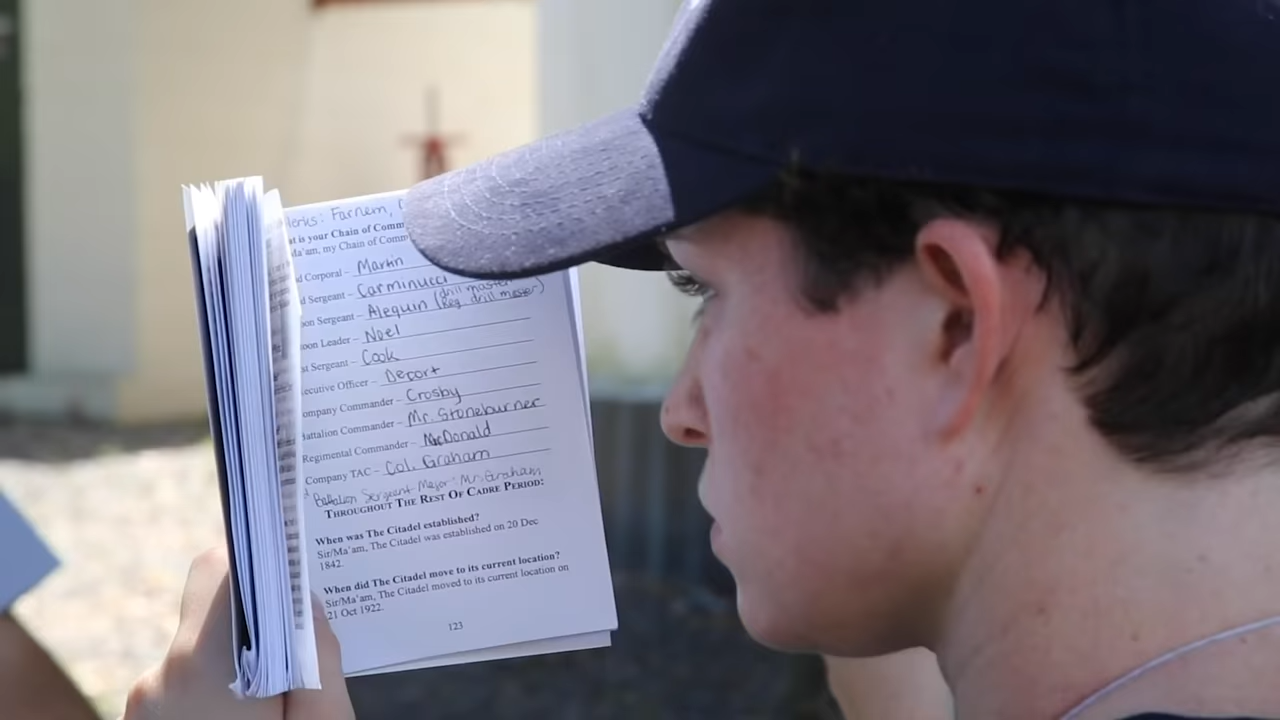 lerks: Farnem,
at is your Chain of Comm
Ma'am, my Chain of Comm
d Corporal – Martin
d Sergeant – Carminucci
oon Sergeant – Alequin (drill master) (Reg. drill master)
oon Leader – Noel
st Sergeant – Cook
ecutive Officer – Deport
ompany Commander – Crosby
Battalion Commander – Mr. Stoneburner
Regimental Commander – McDonald
Company TAC – Col. Graham
Battalion Sergeant Major: Mr. Graham
THROUGHOUT THE REST OF CADRE PERIOD:
When was The Citadel established?
Sir/Ma'am, The Citadel was established on 20 Dec
1842.
When did The Citadel move to its current location?
Sir/Ma'am, The Citadel moved to its current location on
21 Oct 1922.
123